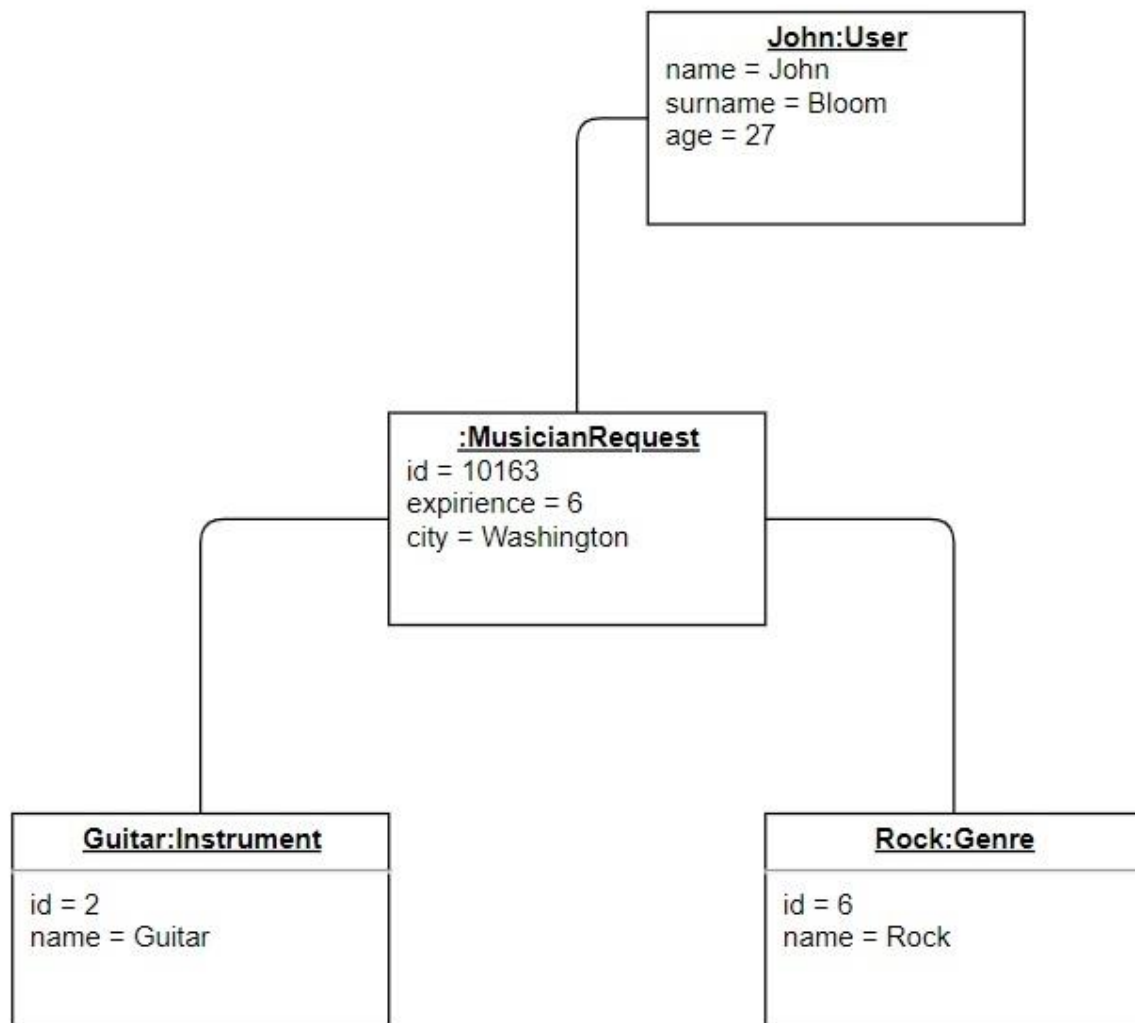 John:User
name = John
surname = Bloom
age = 27
:MusicianRequest
id = 10163
expirience = 6
city = Washington
Guitar:Instrument
id = 2
name = Guitar
Rock:Genre
id = 6
name = Rock